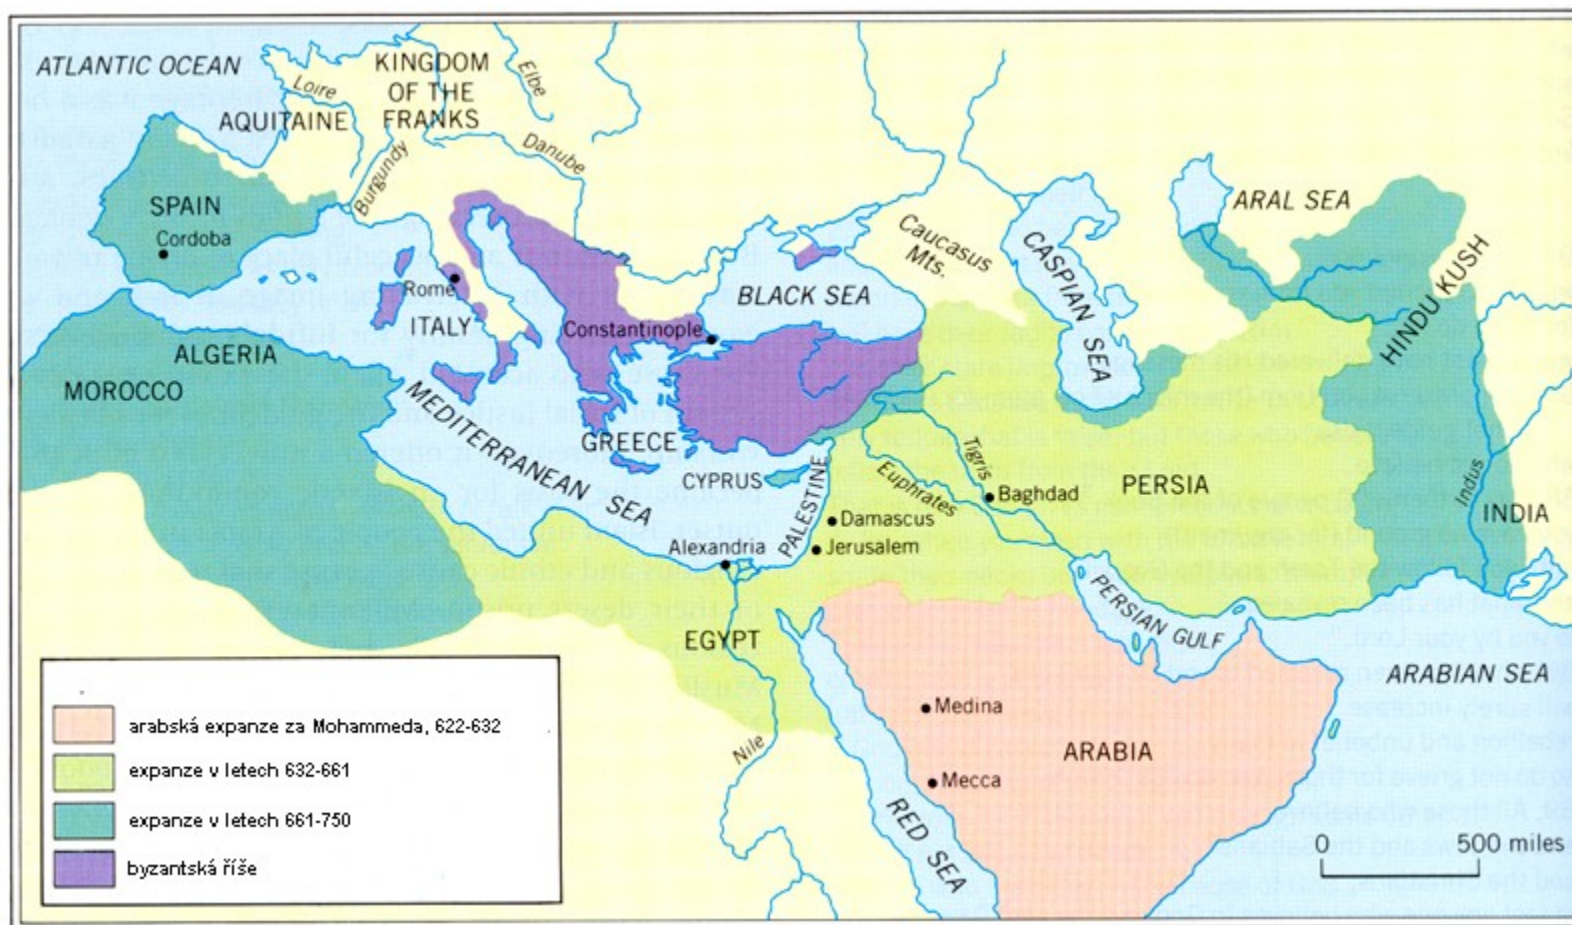 ATLANTIC OCEAN
KINGDOM
OF THE
FRANKS
Elbe
Loire
AQUITAINE
Danube
Burgundy
SPAIN
Cordoba
ARAL SEA
Caucasus
Mts.
CASPIAN SEA
HINDU KUSH
Rome
BLACK SEA
ITALY
Constantinople
ALGERIA
MOROCCO
MEDITERRANEAN SEA
GREECE
CYPRUS
PALESTINE
Tigris
Euphrates
Baghdad
PERSIA
Indus
INDIA
Damascus
Alexandria
Jerusalem
PERSIAN GULF
EGYPT
ARABIAN SEA
Medina
Nile
ARABIA
Mecca
RED SEA
0 500 miles
arabská expanze za Mohammeda, 622-632
expanze v letech 632-661
expanze v letech 661-750
byzantská říše